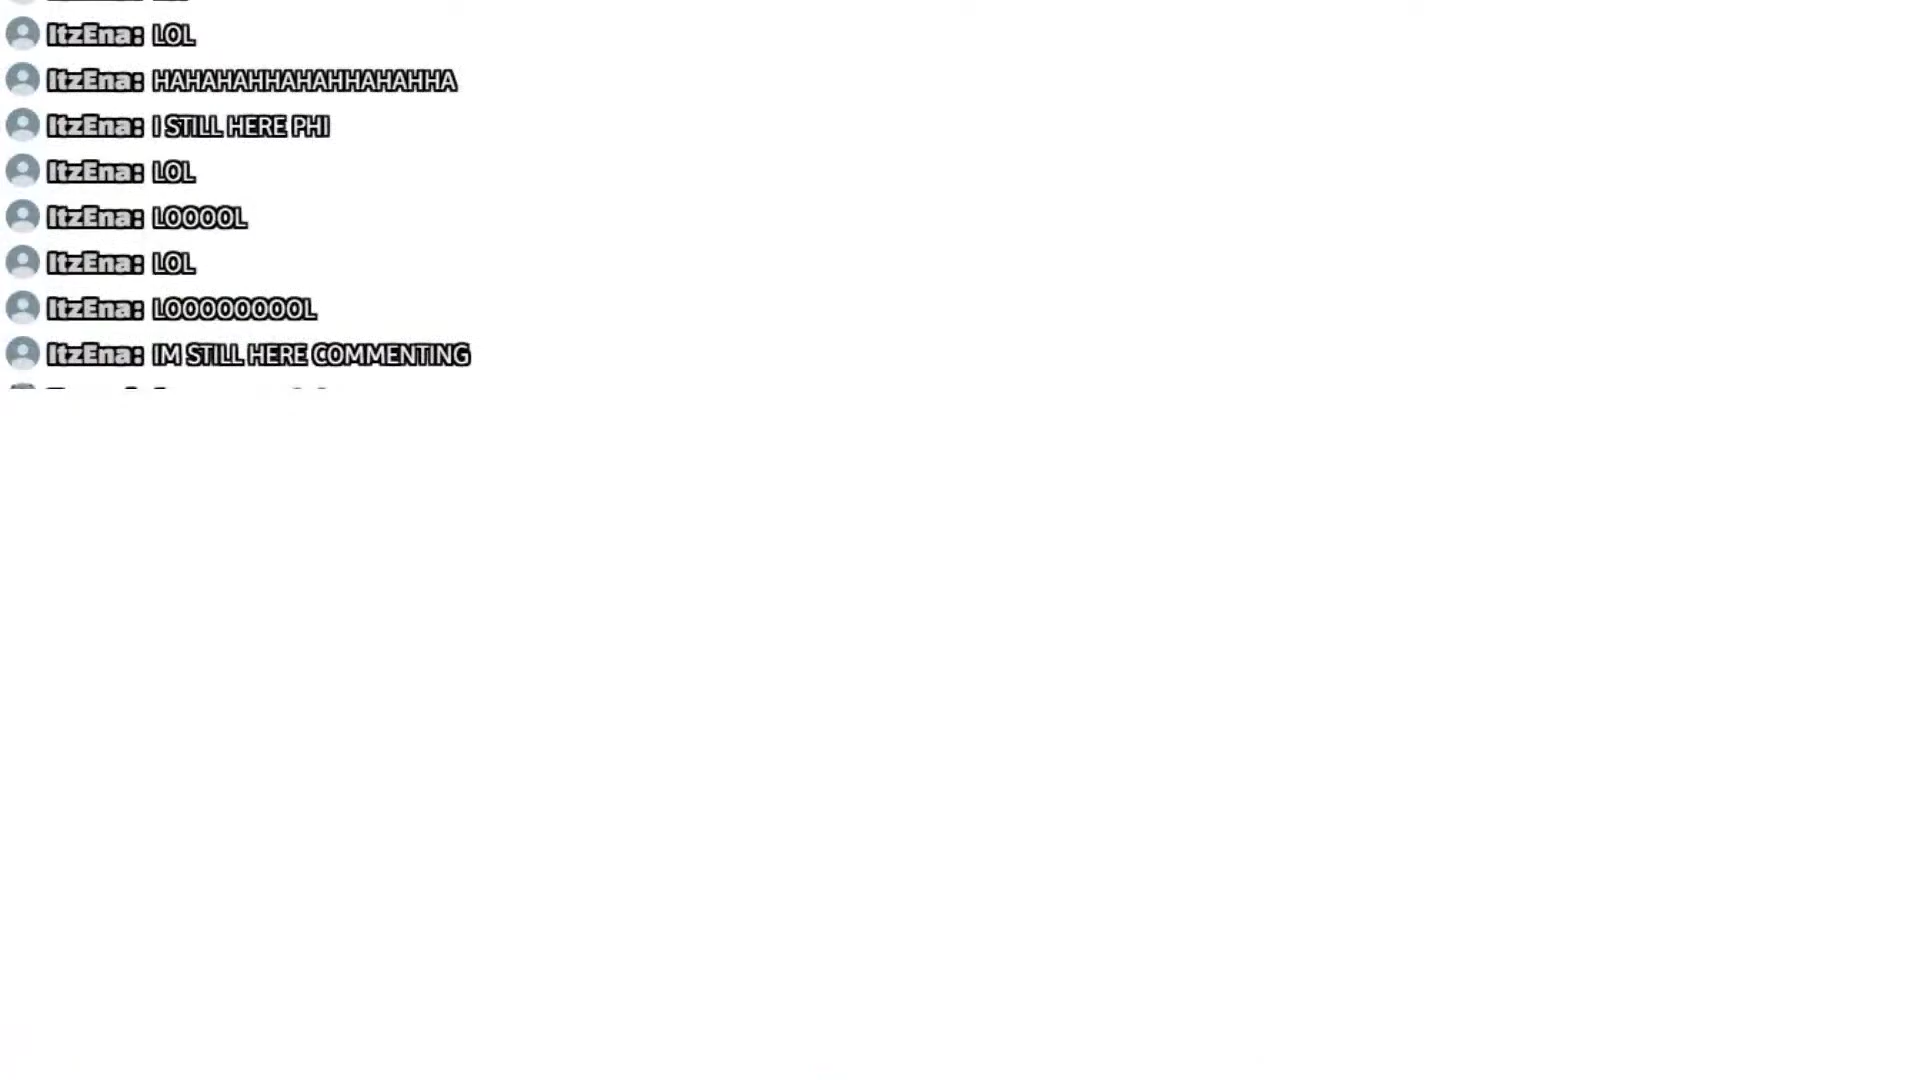 ItzEna: LOL
ItzEna: HAHAHAHHAHAHHAHAHHA
ItzEna: I STILL HERE PHI
ItzEna: LOL
ItzEna: LOOOOL
ItzEna: LOL
ItzEna: LOOOOOOOOL
ItzEna: IM STILL HERE COMMENTING